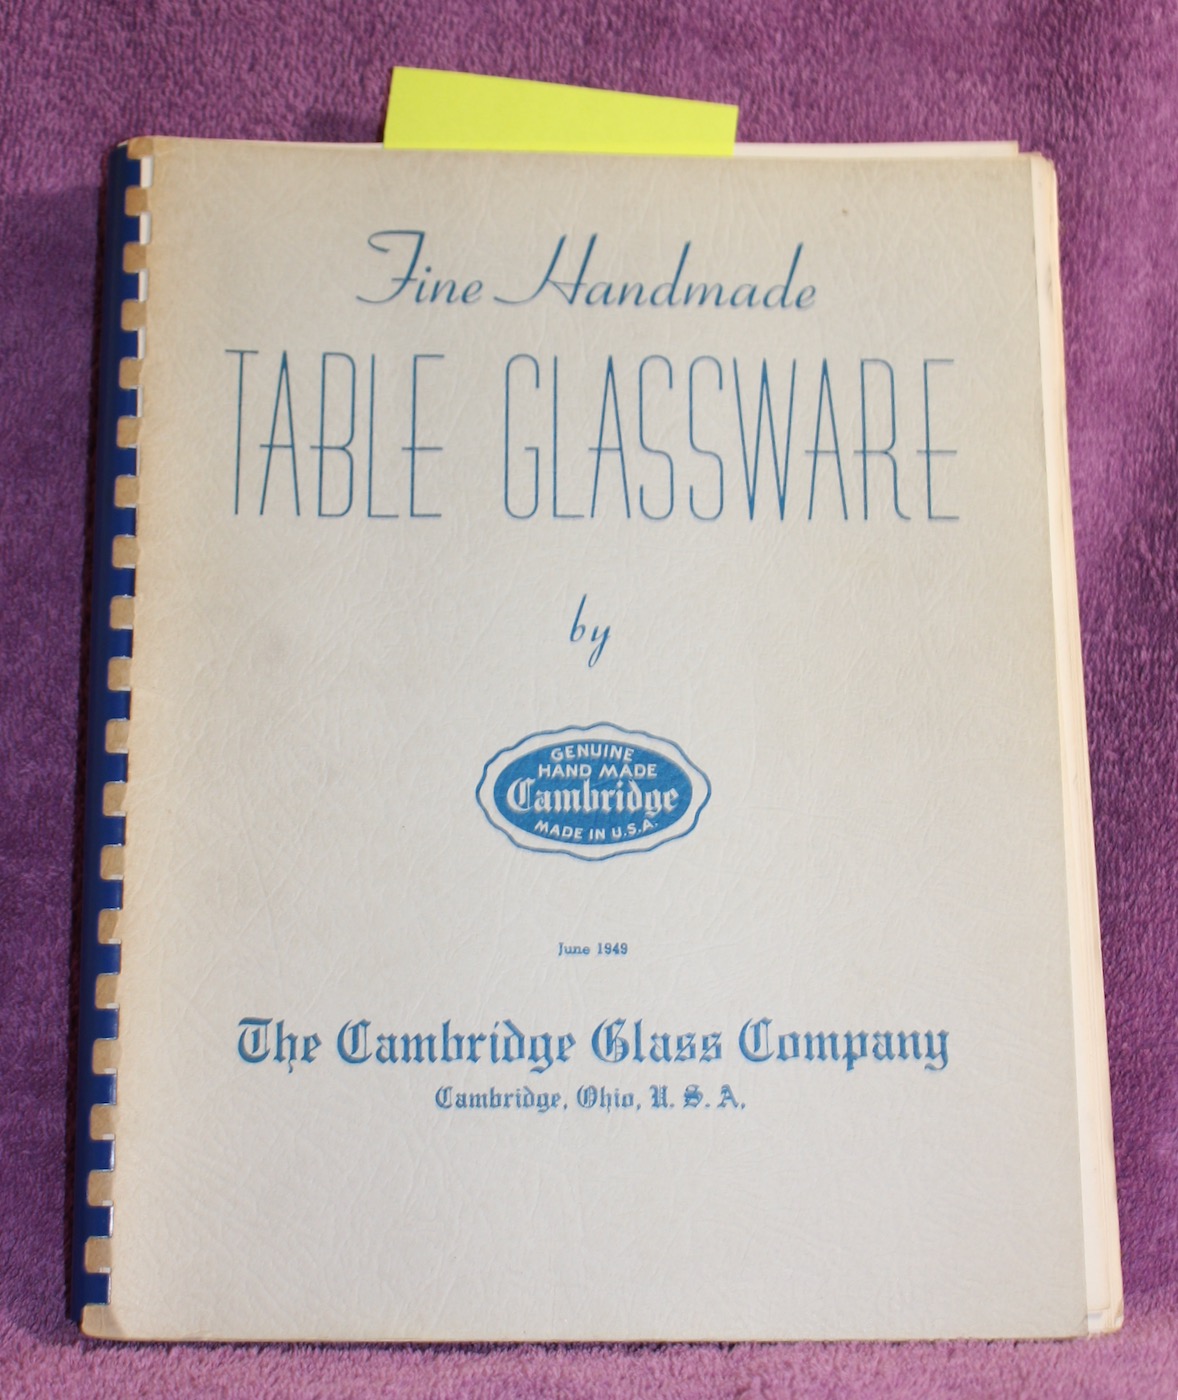 Fine Handmade
TABLE GLASSWARE
by
GENUINE
HAND MADE
Cambridge
MADE IN U.S.A.
June 1949
The Cambridge Glass Company
Cambridge, Ohio, U. S. A.